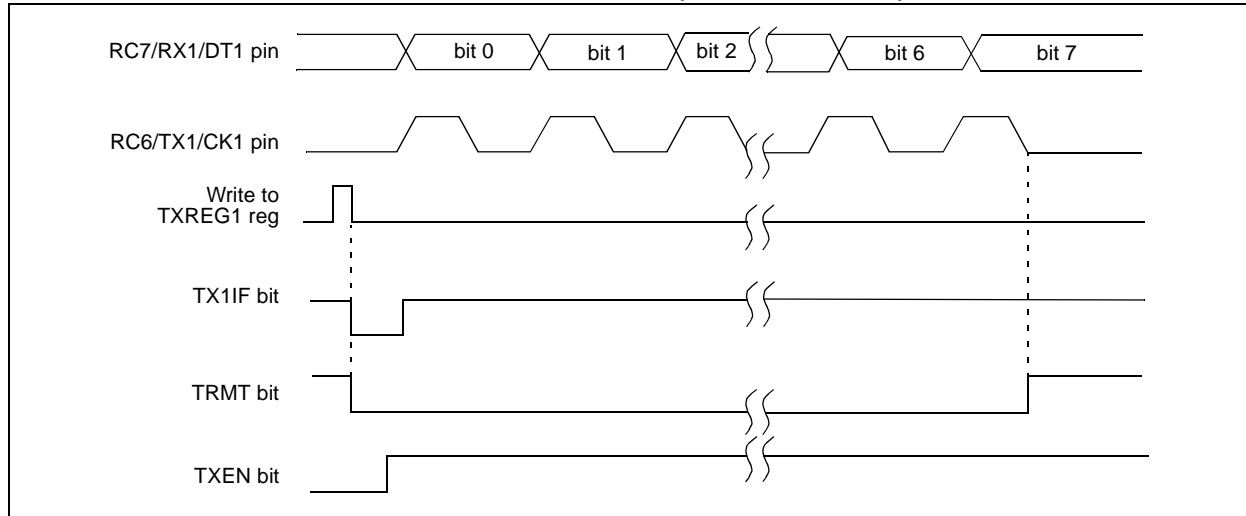 RC7/RX1/DT1 pin
bit 0
bit 1
bit 2
bit 6
bit 7
RC6/TX1/CK1 pin
Write to
TXREG1 reg
TX1IF bit
TRMT bit
TXEN bit